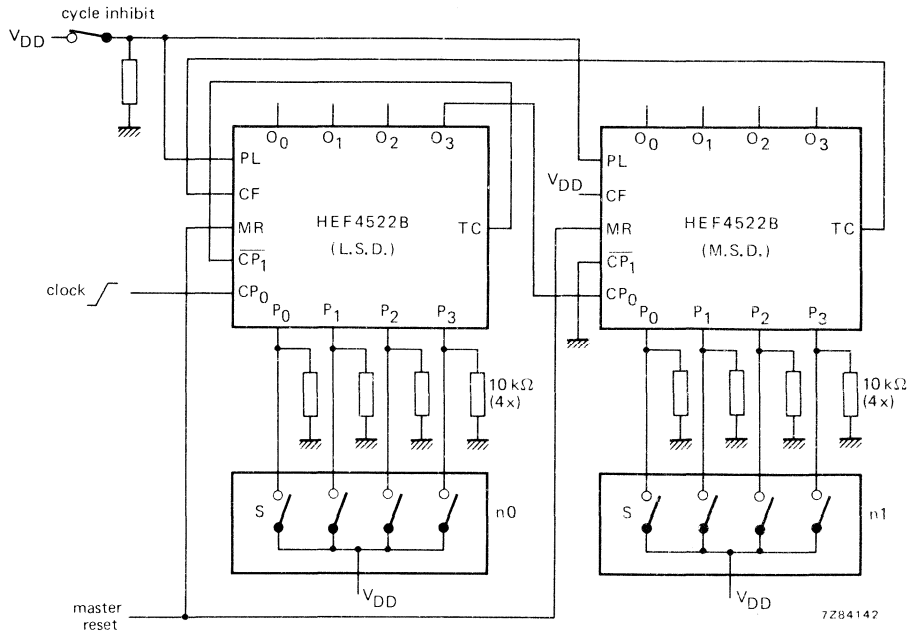 cycle inhibit
VDD
O0 O1 O2 O3
O0 O1 O2 O3
PL
CF
MR
CP1
CP0
HEF4522B
(L.S.D.)
TC
clock
P0 P1 P2 P3
VDD
PL
CF
MR
CP1
CP0
HEF4522B
(M.S.D.)
TC
P0 P1 P2 P3
10 kΩ
(4x)
10 kΩ
(4x)
S
n0
VDD
S
n1
VDD
master
reset
7Z84142